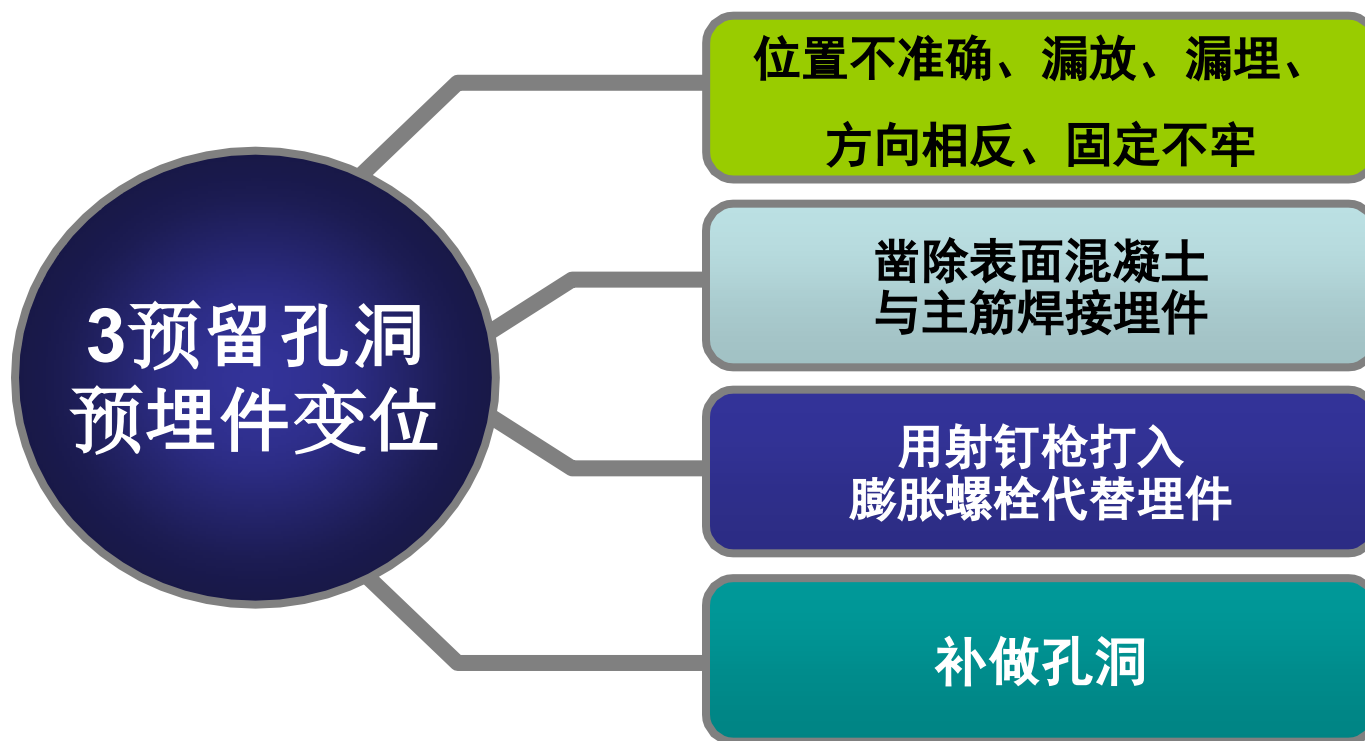 3预留孔洞
预埋件变位
位置不准确、漏放、漏埋、
方向相反、固定不牢
凿除表面混凝土
与主筋焊接埋件
用射钉枪打入
膨胀螺栓代替埋件
补做孔洞